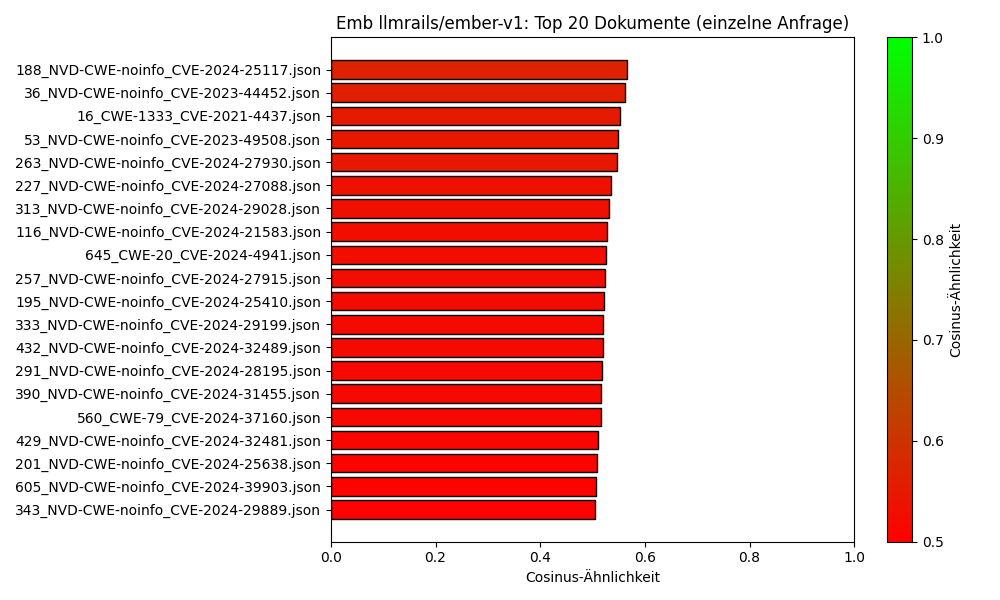 Emb llmrails/ember-v1: Top 20 Dokumente (einzelne Anfrage)
188_NVD-CWE-noinfo_CVE-2024-25117.json
36_NVD-CWE-noinfo_CVE-2023-44452.json
16_CWE-1333_CVE-2021-4437.json
53_NVD-CWE-noinfo_CVE-2023-49508.json
263_NVD-CWE-noinfo_CVE-2024-27930.json
227_NVD-CWE-noinfo_CVE-2024-27088.json
313_NVD-CWE-noinfo_CVE-2024-29028.json
116_NVD-CWE-noinfo_CVE-2024-21583.json
645_CWE-20_CVE-2024-4941.json
257_NVD-CWE-noinfo_CVE-2024-27915.json
195_NVD-CWE-noinfo_CVE-2024-25410.json
333_NVD-CWE-noinfo_CVE-2024-29199.json
432_NVD-CWE-noinfo_CVE-2024-32489.json
291_NVD-CWE-noinfo_CVE-2024-28195.json
390_NVD-CWE-noinfo_CVE-2024-31455.json
560_CWE-79_CVE-2024-37160.json
429_NVD-CWE-noinfo_CVE-2024-32481.json
201_NVD-CWE-noinfo_CVE-2024-25638.json
605_NVD-CWE-noinfo_CVE-2024-39903.json
343_NVD-CWE-noinfo_CVE-2024-29889.json
0.0 0.2 0.4 0.6 0.8 1.0
Cosinus-Ähnlichkeit
1.0
0.9
0.8
0.7
0.6
0.5
Cosinus-Ähnlichkeit